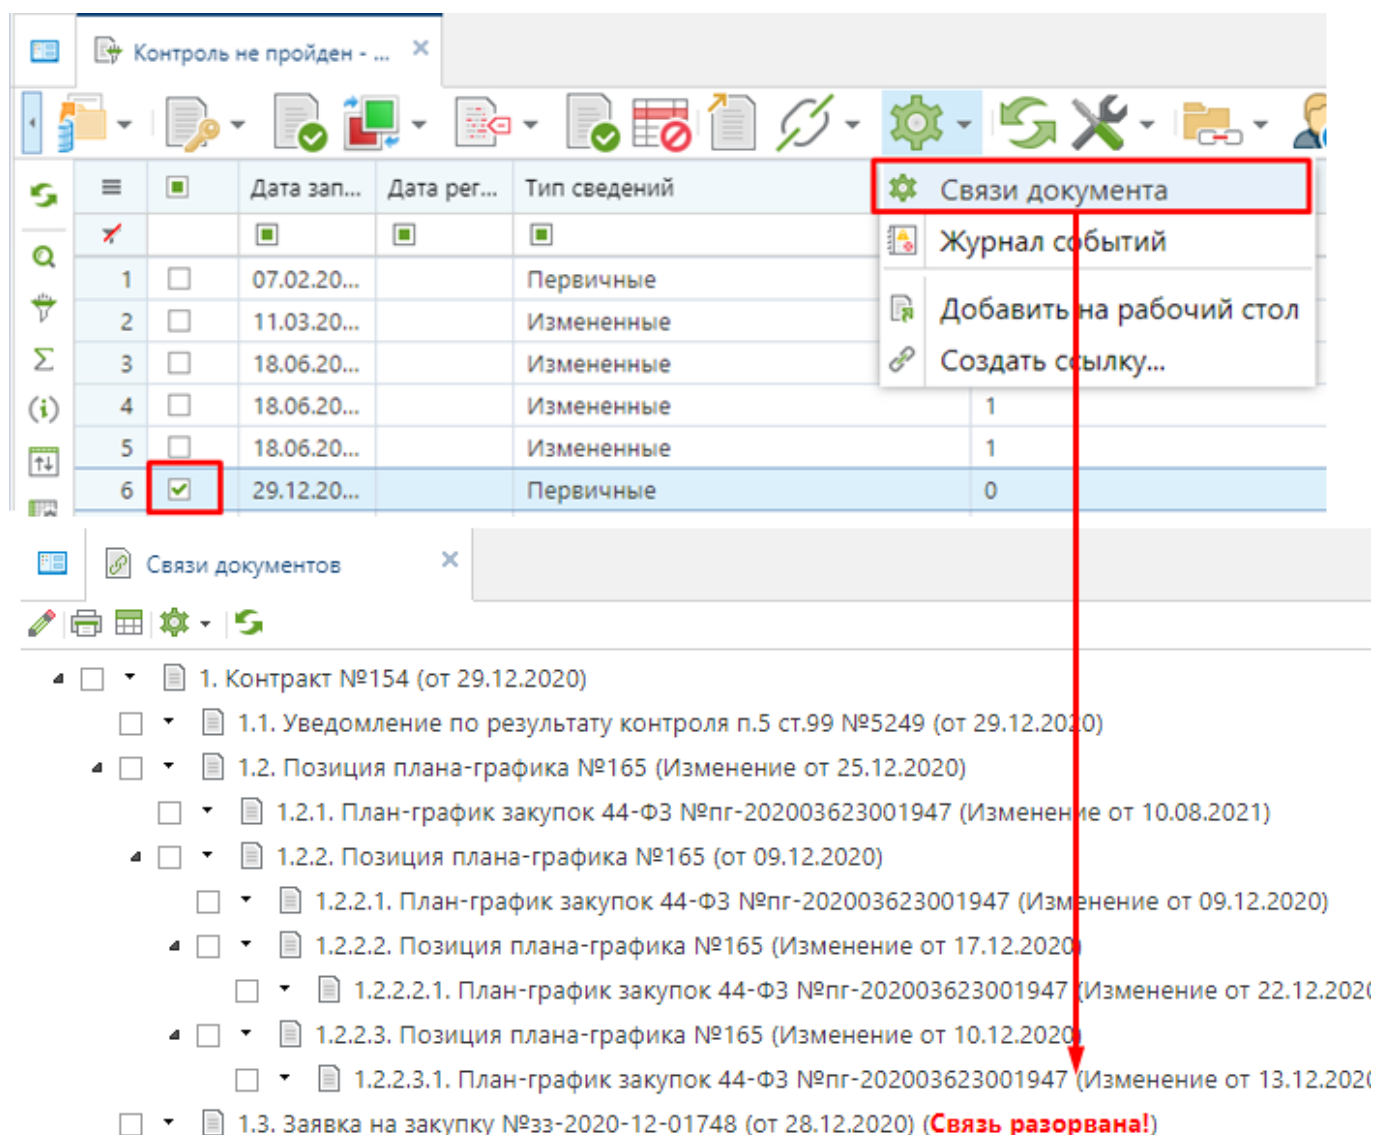 Контроль не пройден - ...
Дата зап... Дата рег... Тип сведений
Связи документа
Журнал событий
Добавить на рабочий стол
Создать ссылку...
1 07.02.20... Первичные
2 11.03.20... Измененные
3 18.06.20... Измененные
4 18.06.20... Измененные 1
5 18.06.20... Измененные 1
6 29.12.20... Первичные 0
Связи документов
1. Контракт №154 (от 29.12.2020)
1.1. Уведомление по результату контроля п.5 ст.99 №5249 (от 29.12.2020)
1.2. Позиция плана-графика №165 (Изменение от 25.12.2020)
1.2.1. План-график закупок 44-ФЗ №пг-202003623001947 (Изменение от 10.08.2021)
1.2.2. Позиция плана-графика №165 (от 09.12.2020)
1.2.2.1. План-график закупок 44-ФЗ №пг-202003623001947 (Изменение от 09.12.2020)
1.2.2.2. Позиция плана-графика №165 (Изменение от 17.12.2020)
1.2.2.2.1. План-график закупок 44-ФЗ №пг-202003623001947 (Изменение от 22.12.202
1.2.2.3. Позиция плана-графика №165 (Изменение от 10.12.2020)
1.2.2.3.1. План-график закупок 44-ФЗ №пг-202003623001947 (Изменение от 13.12.202
1.3. Заявка на закупку №зз-2020-12-01748 (от 28.12.2020) (Связь разорвана!)